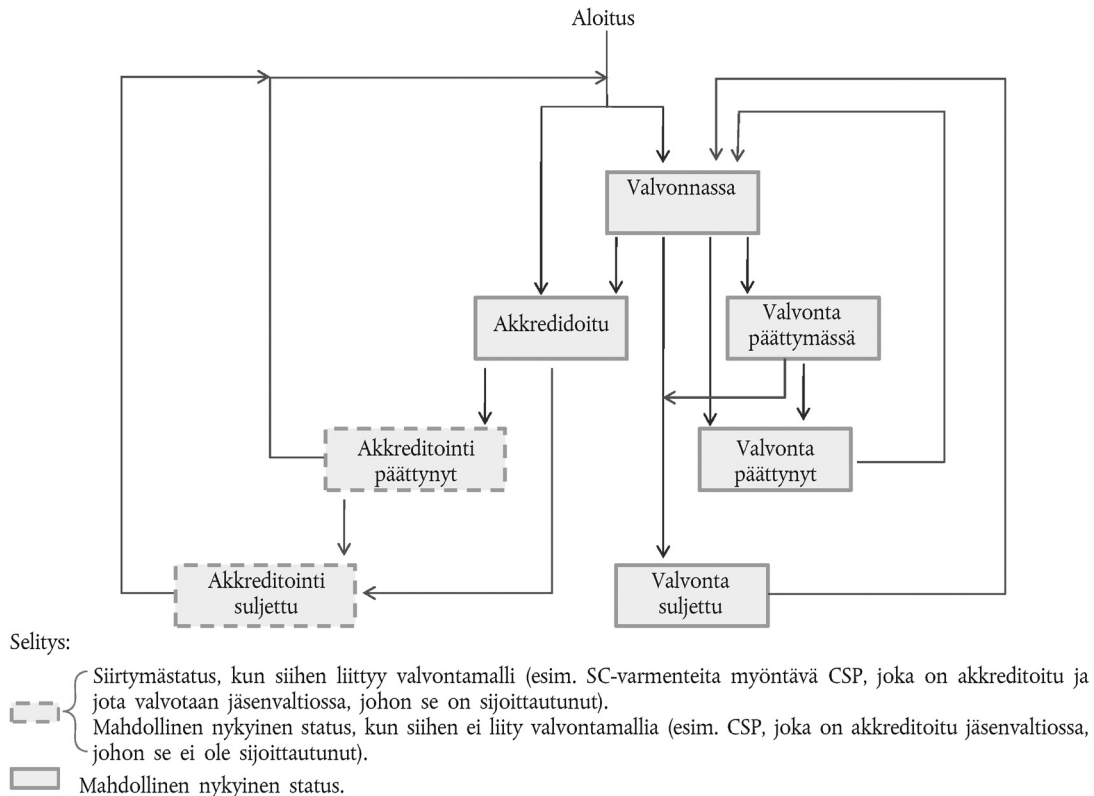 Aloitus
Valvonnassa
Akkredidoitu
Valvonta
päättymässä
Akkreditointi
päättynyt
Valvonta
päättynyt
Akkreditointi
suljettu
Valvonta
suljettu
Selitys:
Siirtymästatus, kun siihen liittyy valvontamalli (esim. SC-varmenteita myöntävä CSP, joka on akkreditoitu ja
jota valvotaan jäsenvaltiossa, johon se on sijoittautunut).
Mahdollinen nykyinen status, kun siihen ei liity valvontamallia (esim. CSP, joka on akkreditoitu jäsenvaltiossa,
johon se ei ole sijoittautunut).
Mahdollinen nykyinen status.